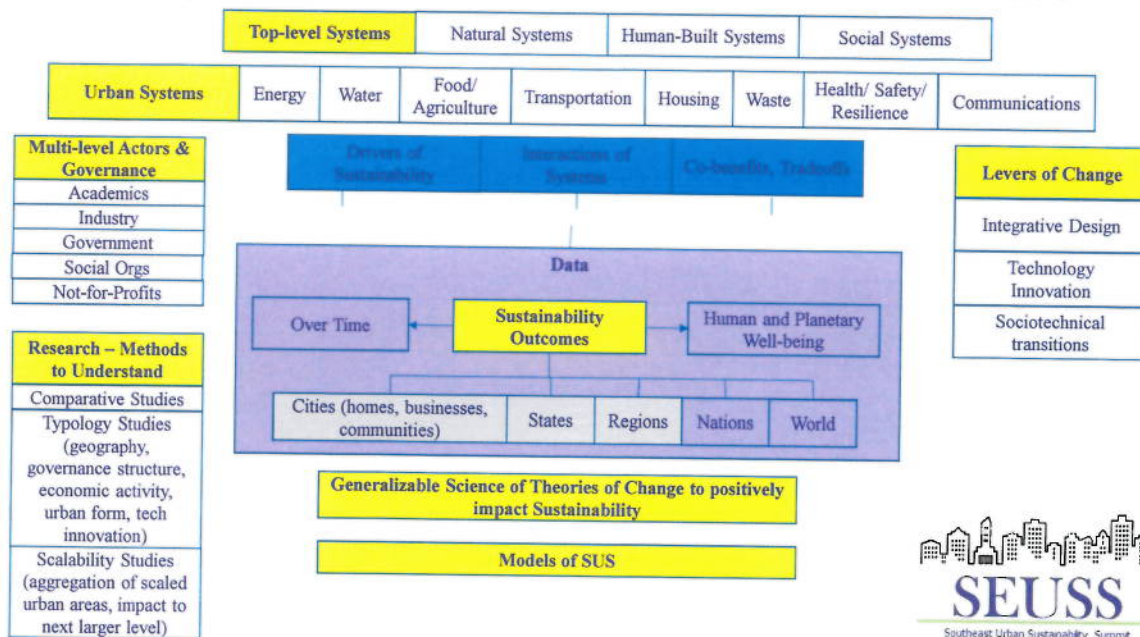 Top-level Systems
Natural Systems
Human-Built Systems
Social Systems
Urban Systems
Energy
Water
Food/
Agriculture
Transportation
Housing
Waste
Health/ Safety/
Resilience
Communications
Multi-level Actors &
Governance
Academics
Industry
Government
Social Orgs
Not-for-Profits
Drivers of
Sustainability
Interactions of
Systems
Co-benefits, Tradeoffs
Levers of Change
Integrative Design
Technology
Innovation
Sociotechnical
transitions
Data
Over Time
Sustainability
Outcomes
Human and Planetary
Well-being
Cities (homes, businesses,
communities)
States
Regions
Nations
World
Research – Methods
to Understand
Comparative Studies
Typology Studies
(geography,
governance structure,
economic activity,
urban form, tech
innovation)
Scalability Studies
(aggregation of scaled
urban areas, impact to
next larger level)
Generalizable Science of Theories of Change to positively
impact Sustainability
Models of SUS
SEUSS
Southeast Urban Sustainability Summit